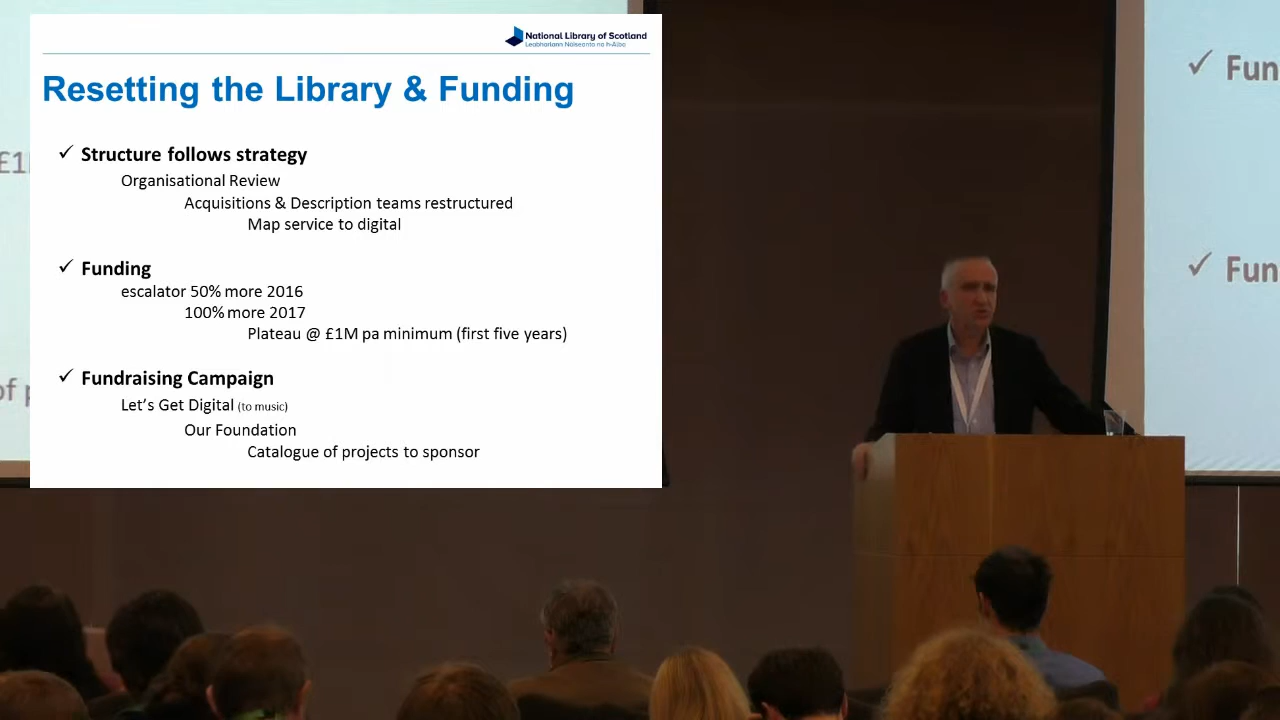 National Library of Scotland
Leabharlann Nàiseanta na h-Alba
Resetting the Library & Funding
✓ Structure follows strategy
Organisational Review
Acquisitions & Description teams restructured
Map service to digital
✓ Funding
escalator 50% more 2016
100% more 2017
Plateau @ £1M pa minimum (first five years)
✓ Fundraising Campaign
Let's Get Digital (to music)
Our Foundation
Catalogue of projects to sponsor
£1
of p
✓ Fun
✓ Fun